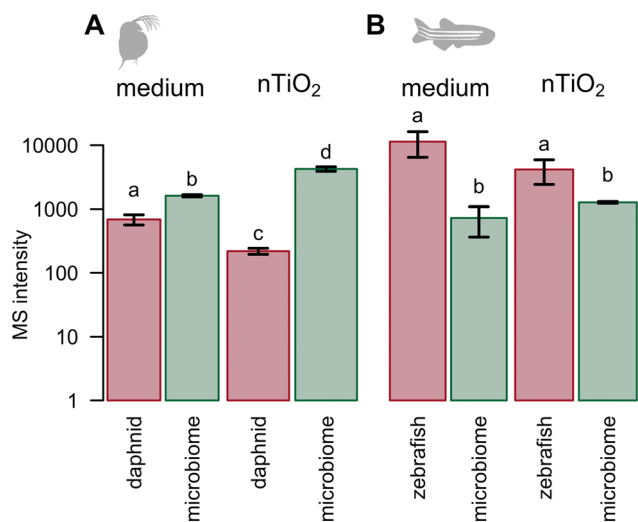 A
B
medium
nTiO2
medium
nTiO2
MS intensity
10000
1000
100
10
1
a
b
c
d
a
b
a
b
daphnid
microbiome
daphnid
microbiome
zebrafish
microbiome
zebrafish
microbiome